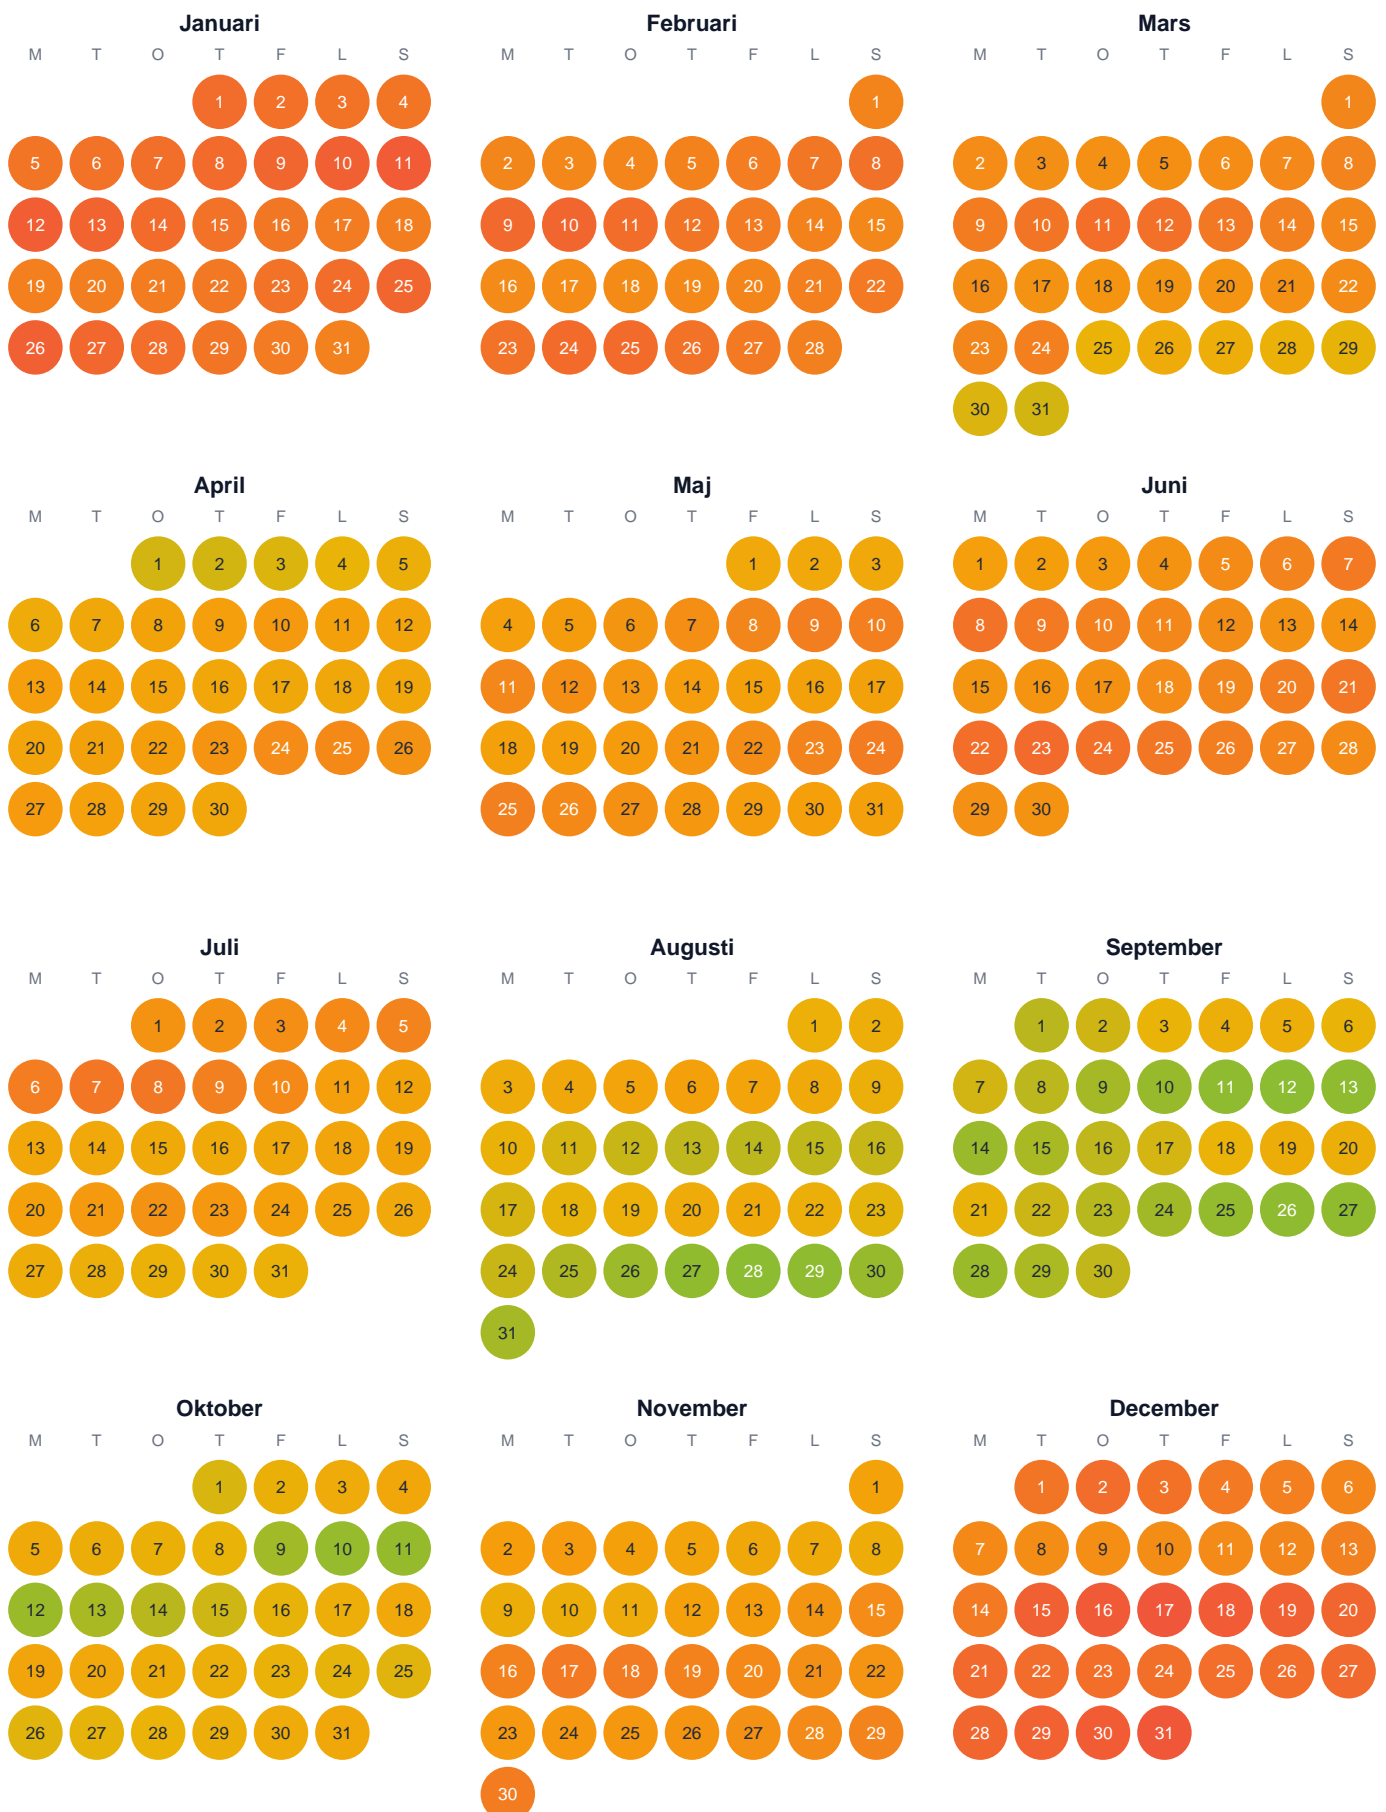 Januari Februari Mars
M T O T F L S M T O T F L S M T O T F L S
1 2 3 4 1 1
5 6 7 8 9 10 11 2 3 4 5 6 7 8 2 3 4 5 6 7 8
12 13 14 15 16 17 18 9 10 11 12 13 14 15 9 10 11 12 13 14 15
19 20 21 22 23 24 25 16 17 18 19 20 21 22 16 17 18 19 20 21 22
26 27 28 29 30 31 23 24 25 26 27 28 23 24 25 26 27 28 29
30 31
April Maj Juni
M T O T F L S M T O T F L S M T O T F L S
1 2 3 4 5 1 2 3 1 2 3 4 5 6 7
6 7 8 9 10 11 12 4 5 6 7 8 9 10 8 9 10 11 12 13 14
13 14 15 16 17 18 19 11 12 13 14 15 16 17 15 16 17 18 19 20 21
20 21 22 23 24 25 26 18 19 20 21 22 23 24 22 23 24 25 26 27 28
27 28 29 30 25 26 27 28 29 30 31 29 30
Juli Augusti September
M T O T F L S M T O T F L S M T O T F L S
1 2 3 4 5 1 2 1 2 3 4 5 6
6 7 8 9 10 11 12 3 4 5 6 7 8 9 7 8 9 10 11 12 13
13 14 15 16 17 18 19 10 11 12 13 14 15 16 14 15 16 17 18 19 20
20 21 22 23 24 25 26 17 18 19 20 21 22 23 21 22 23 24 25 26 27
27 28 29 30 31 24 25 26 27 28 29 30 28 29 30
31
Oktober November December
M T O T F L S M T O T F L S M T O T F L S
1 2 3 4 1 1 2 3 4 5 6
5 6 7 8 9 10 11 2 3 4 5 6 7 8 7 8 9 10 11 12 13
12 13 14 15 16 17 18 9 10 11 12 13 14 15 14 15 16 17 18 19 20
19 20 21 22 23 24 25 16 17 18 19 20 21 22 21 22 23 24 25 26 27
26 27 28 29 30 31 23 24 25 26 27 28 29 28 29 30 31
30